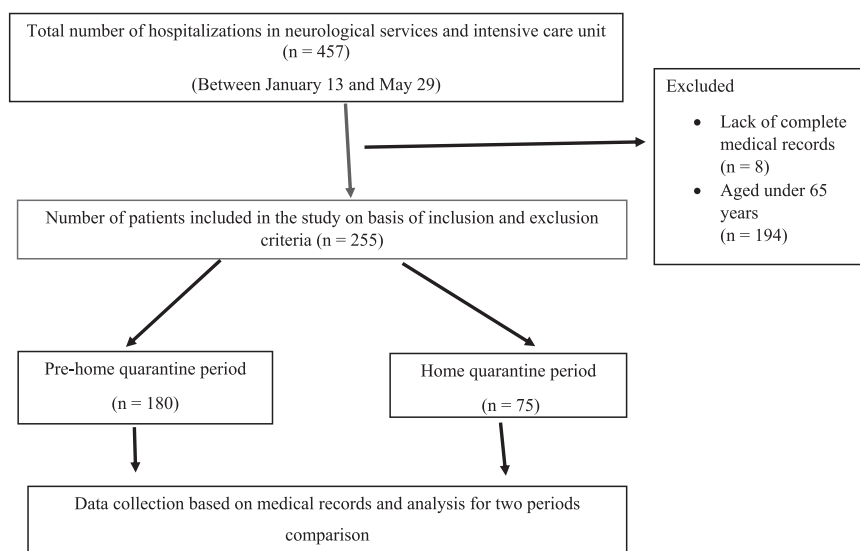 Total number of hospitalizations in neurological services and intensive care unit
(n = 457)
(Between January 13 and May 29)
Excluded
• Lack of complete
medical records
(n = 8)
• Aged under 65
years
(n = 194)
Number of patients included in the study on basis of inclusion and exclusion
criteria (n = 255)
Pre-home quarantine period
(n = 180)
Home quarantine period
(n = 75)
Data collection based on medical records and analysis for two periods
comparison